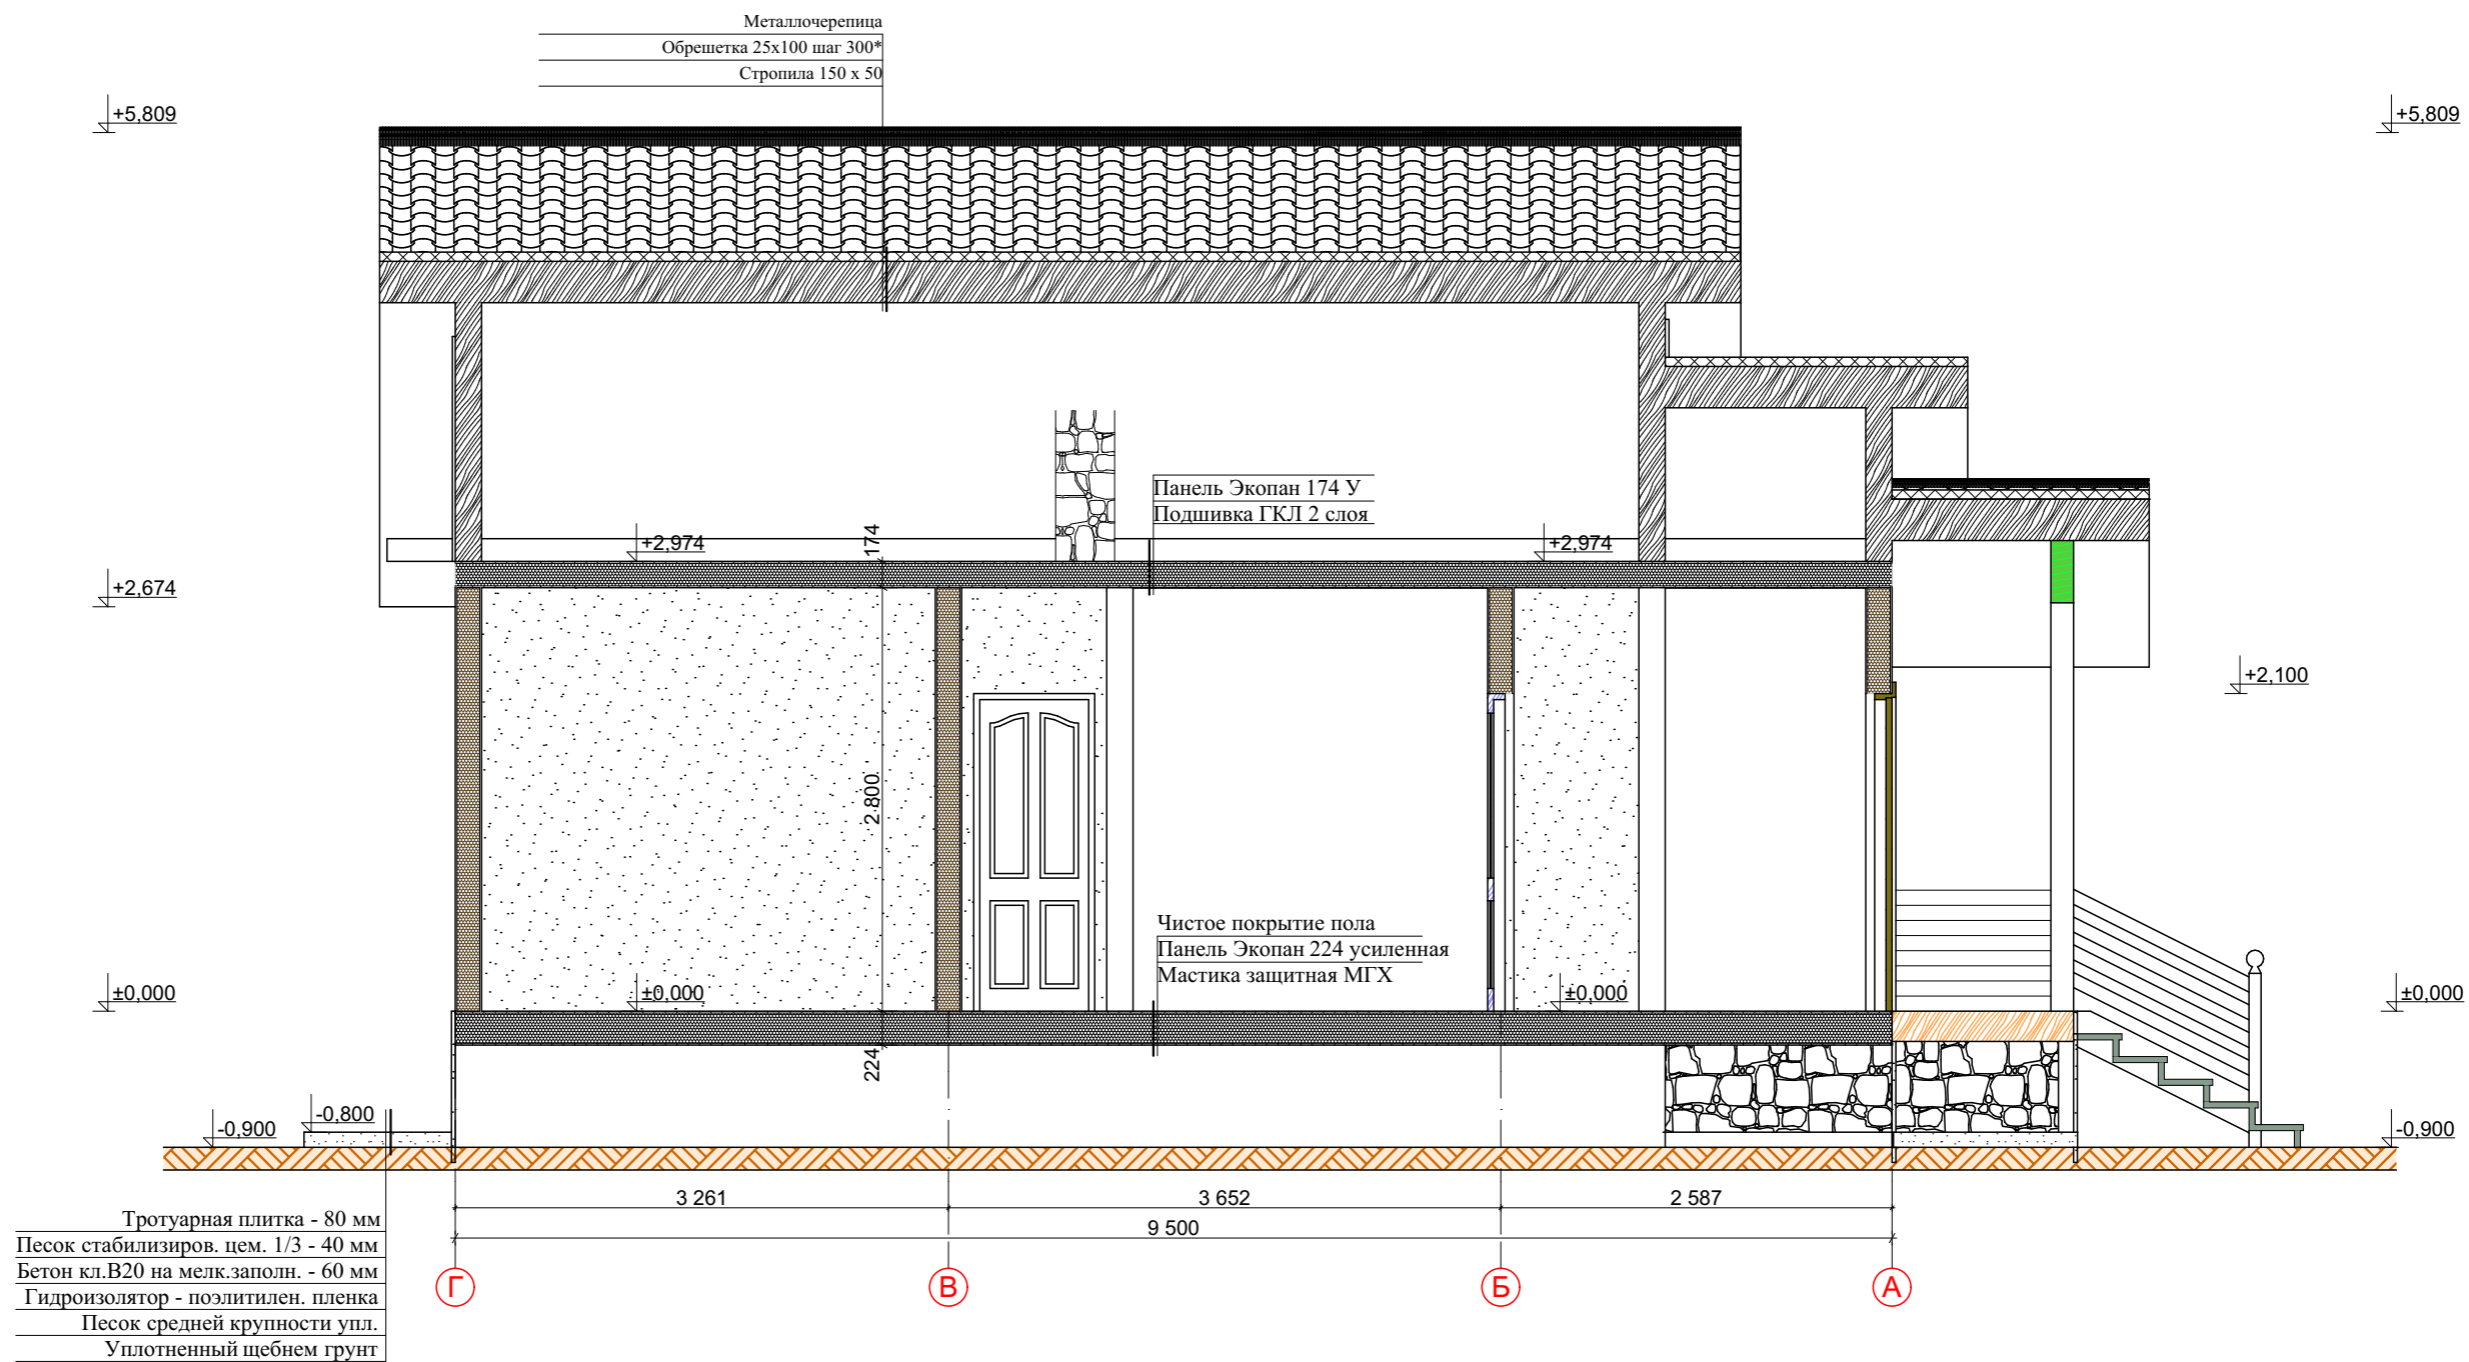 Металлочерепица
Обрешетка 25х100 шаг 300*
Стропила 150 х 50
+5,809
+5,809
Панель Экопан 174 У
Подшивка ГКЛ 2 слоя
174
+2,974
+2,974
+2,674
+2,100
2 800
Чистое покрытие пола
Панель Экопан 224 усиленная
Мастика защитная МГХ
±0,000
±0,000
±0,000
±0,000
224
-0,800
-0,900
-0,900
3 261
3 652
2 587
9 500
Тротуарная плитка - 80 мм
Песок стабилизиров. цем. 1/3 - 40 мм
Бетон кл.В20 на мелк.заполн. - 60 мм
Гидроизолятор - поэлитилен. пленка
Песок средней крупности упл.
Уплотненный щебнем грунт
Г
В
Б
А